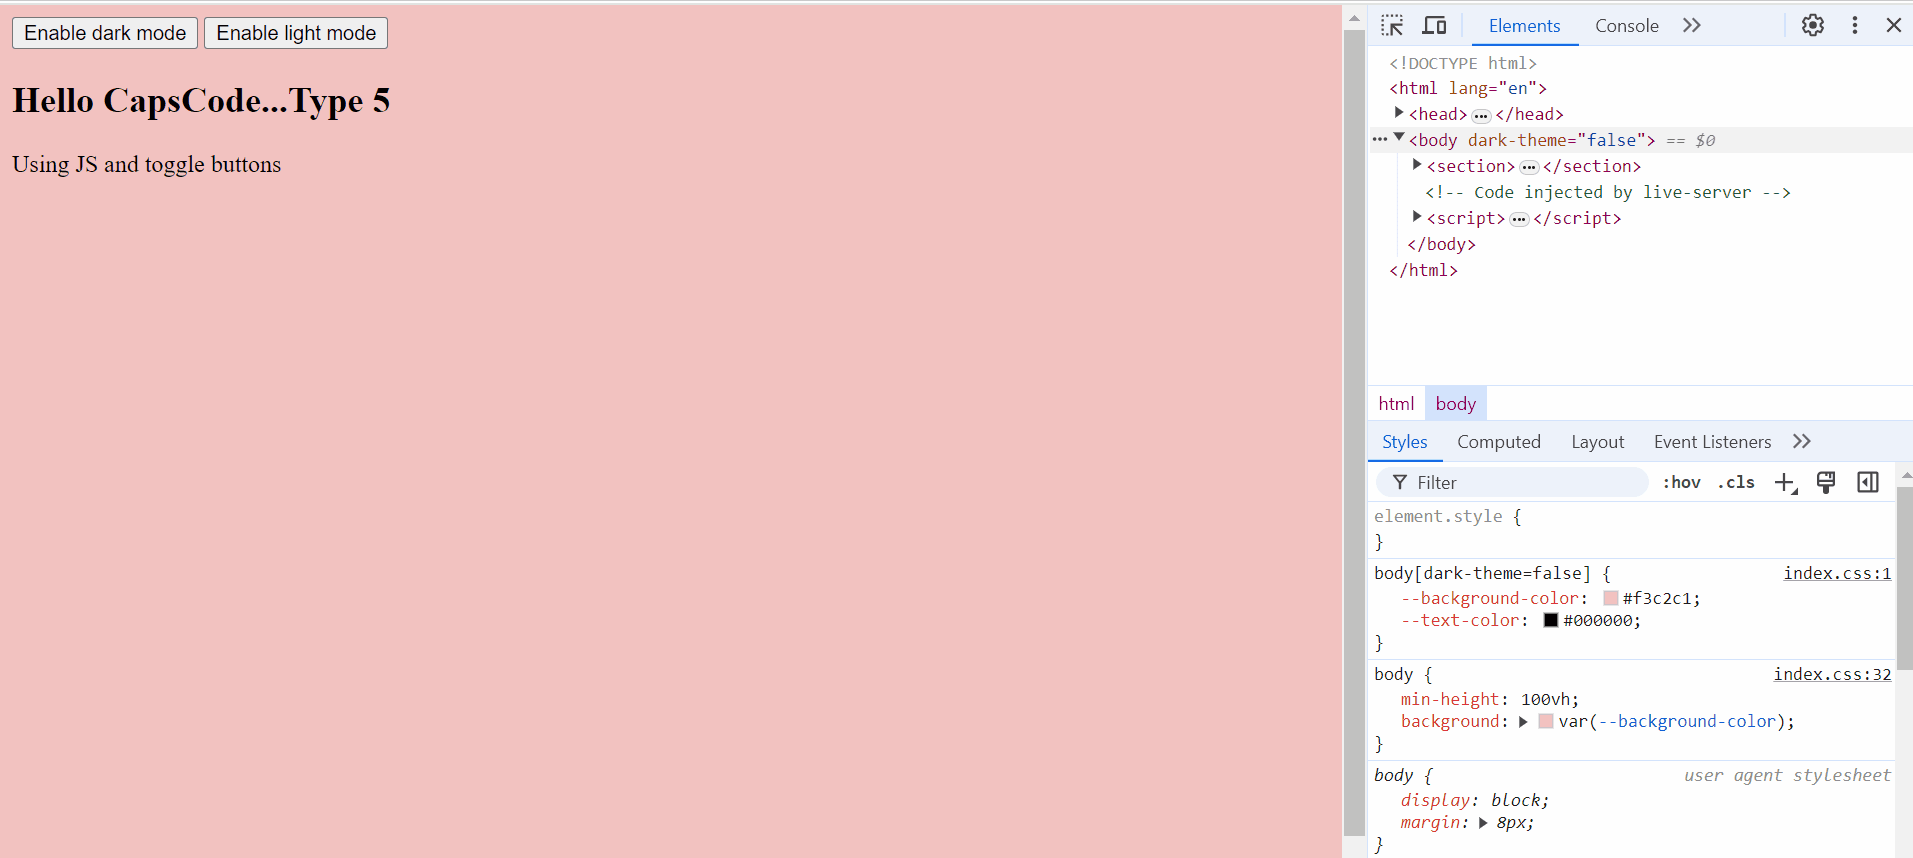 Enable dark mode Enable light mode
Hello CapsCode...Type 5
Using JS and toggle buttons
Elements Console
<!DOCTYPE html>
<html lang="en">
<head> ... </head>
... <body dark-theme="false"> == $0
<section> ... </section>
<!-- Code injected by live-server -->
<script> ... </script>
</body>
</html>
html body
Styles Computed Layout Event Listeners
Filter :hov .cls
element.style {
}
body[dark-theme=false] { index.css:1
--background-color: #f3c2c1;
--text-color: #000000;
}
body { index.css:32
min-height: 100vh;
background: var(--background-color);
}
body { user agent stylesheet
display: block;
margin: 8px;
}